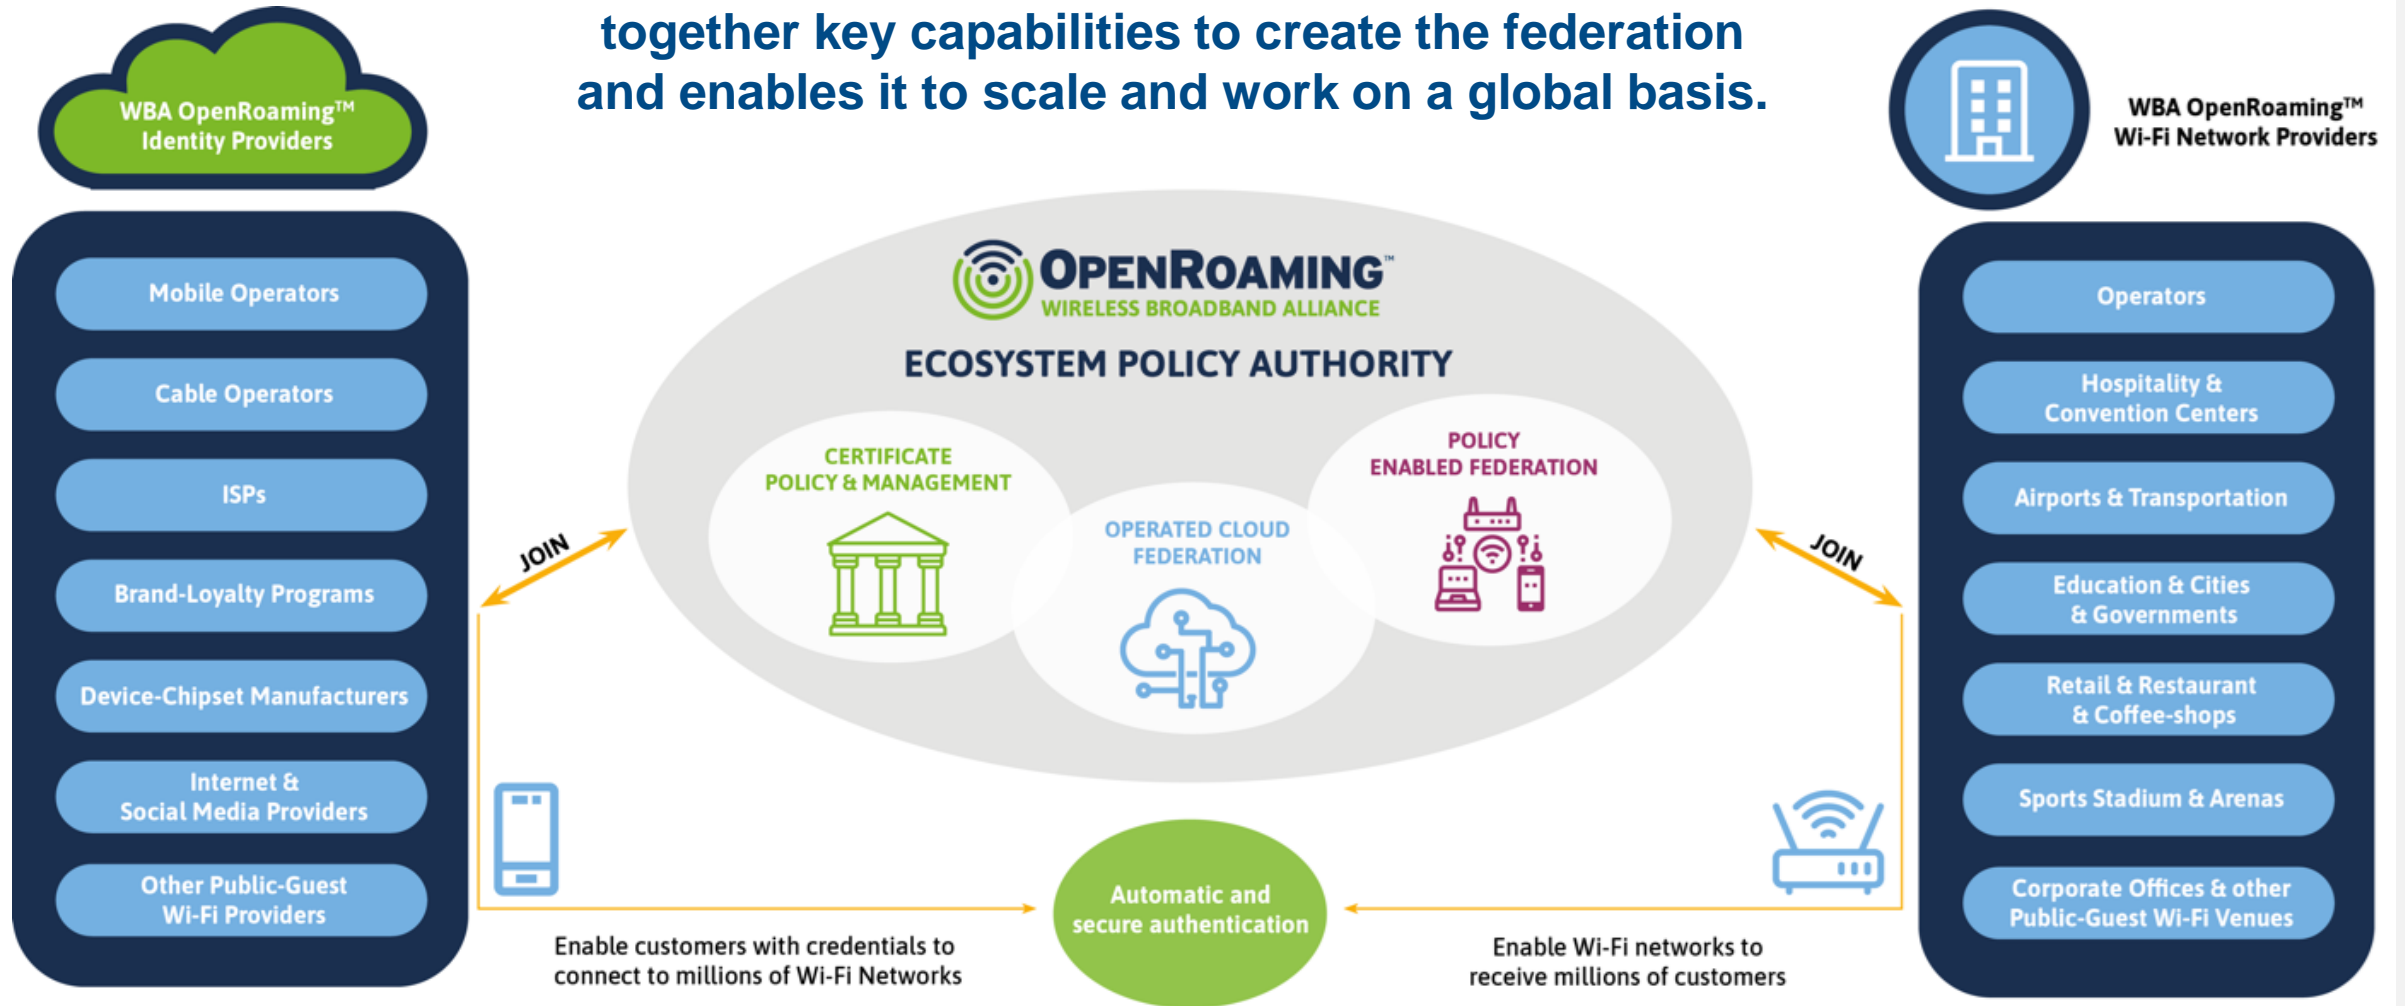 together key capabilities to create the federation
and enables it to scale and work on a global basis.
WBA OpenRoaming™
Identity Providers
Mobile Operators
Cable Operators
ISPs
Brand-Loyalty Programs
Device-Chipset Manufacturers
Internet &
Social Media Providers
Other Public-Guest
Wi-Fi Providers
JOIN
OPENROAMING™
WIRELESS BROADBAND ALLIANCE
ECOSYSTEM POLICY AUTHORITY
CERTIFICATE
POLICY & MANAGEMENT
OPERATED CLOUD
FEDERATION
POLICY
ENABLED FEDERATION
JOIN
Enable customers with credentials to
connect to millions of Wi-Fi Networks
Automatic and
secure authentication
Enable Wi-Fi networks to
receive millions of customers
WBA OpenRoaming™
Wi-Fi Network Providers
Operators
Hospitality &
Convention Centers
Airports & Transportation
Education & Cities
& Governments
Retail & Restaurant
& Coffee-shops
Sports Stadium & Arenas
Corporate Offices & other
Public-Guest Wi-Fi Venues